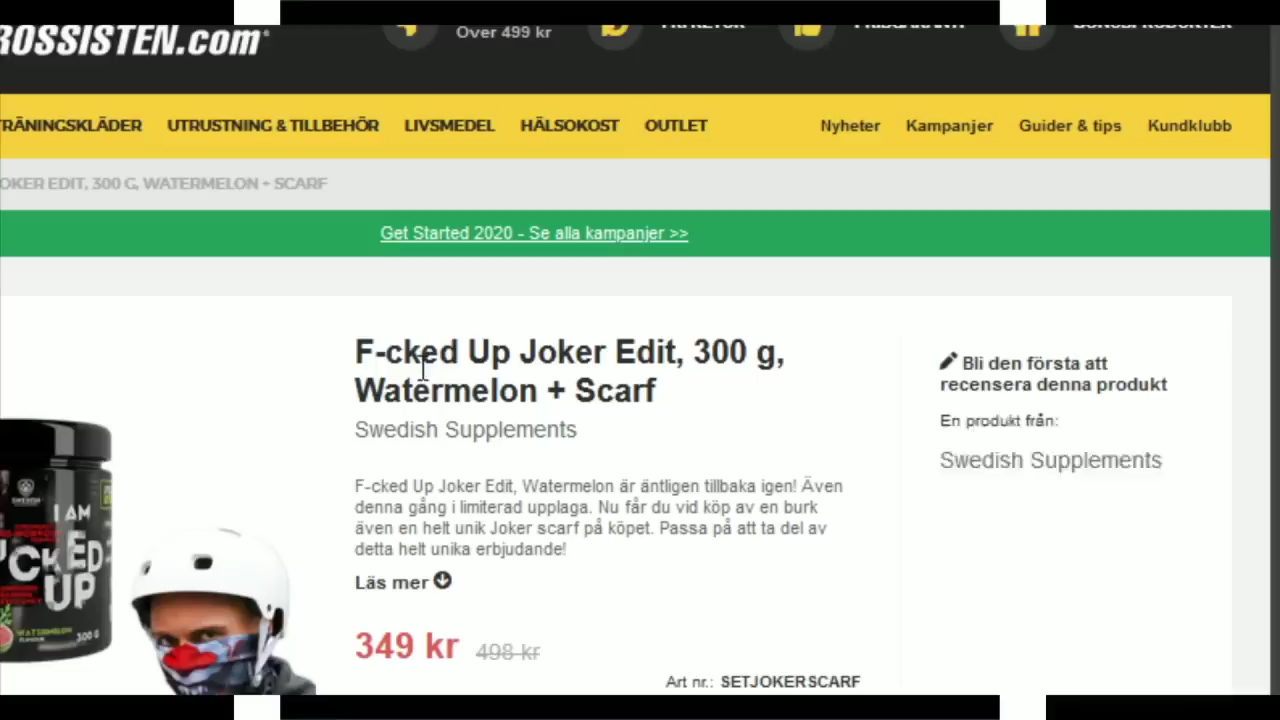 ROSSISTEN.com
Over 499 kr
TRÄNINGSKLÄDER UTRUSTNING & TILLBEHÖR LIVSMEDEL HÄLSOKOST OUTLET Nyheter Kampanjer Guider & tips Kundklubb
OKER EDIT, 300 G, WATERMELON + SCARF
Get Started 2020 - Se alla kampanjer >>
F-cked Up Joker Edit, 300 g,
Watermelon + Scarf
Swedish Supplements
F-cked Up Joker Edit, Watermelon är äntligen tillbaka igen! Även
denna gång i limiterad upplaga. Nu får du vid köp av en burk
även en helt unik Joker scarf på köpet. Passa på att ta del av
detta helt unika erbjudande!
Läs mer
349 kr 498 kr
Art nr.: SETJOKERSCARF
Bli den första att
recensera denna produkt
En produkt från:
Swedish Supplements
I AM
CKED
UP
WATERMELON
300 G